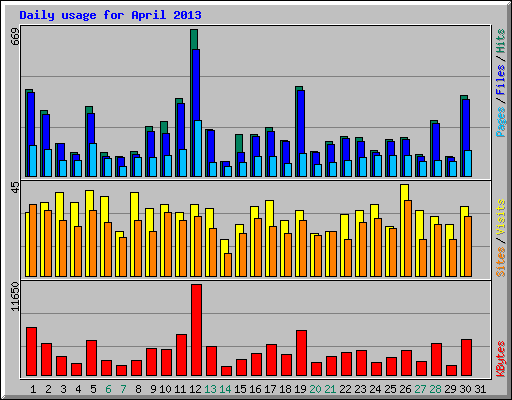 Daily usage for April 2013
669
Pages / Files / Hits
45
Sites / Visits
11650
KBytes
1 2 3 4 5 6 7 8 9 10 11 12 13 14 15 16 17 18 19 20 21 22 23 24 25 26 27 28 29 30 31